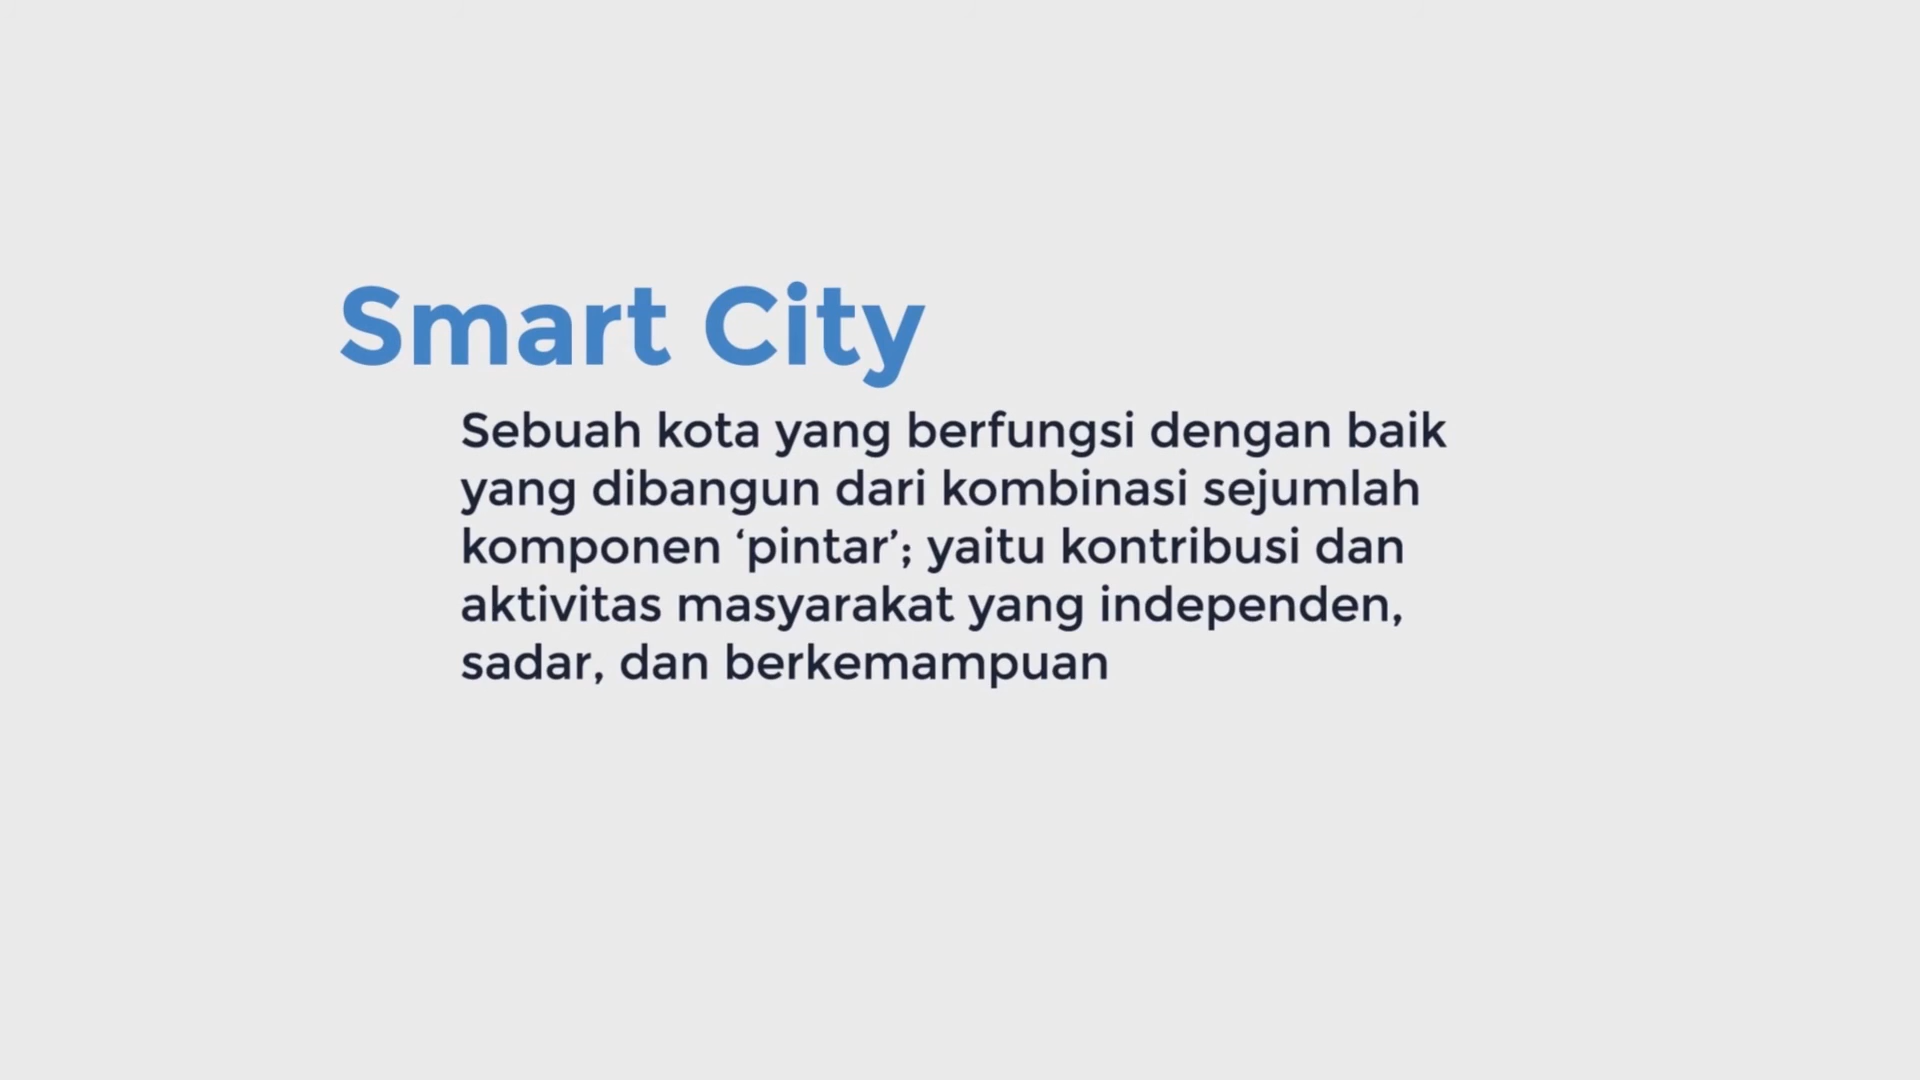 Smart City
Sebuah kota yang berfungsi dengan baik
yang dibangun dari kombinasi sejumlah
komponen ‘pintar’; yaitu kontribusi dan
aktivitas masyarakat yang independen,
sadar, dan berkemampuan